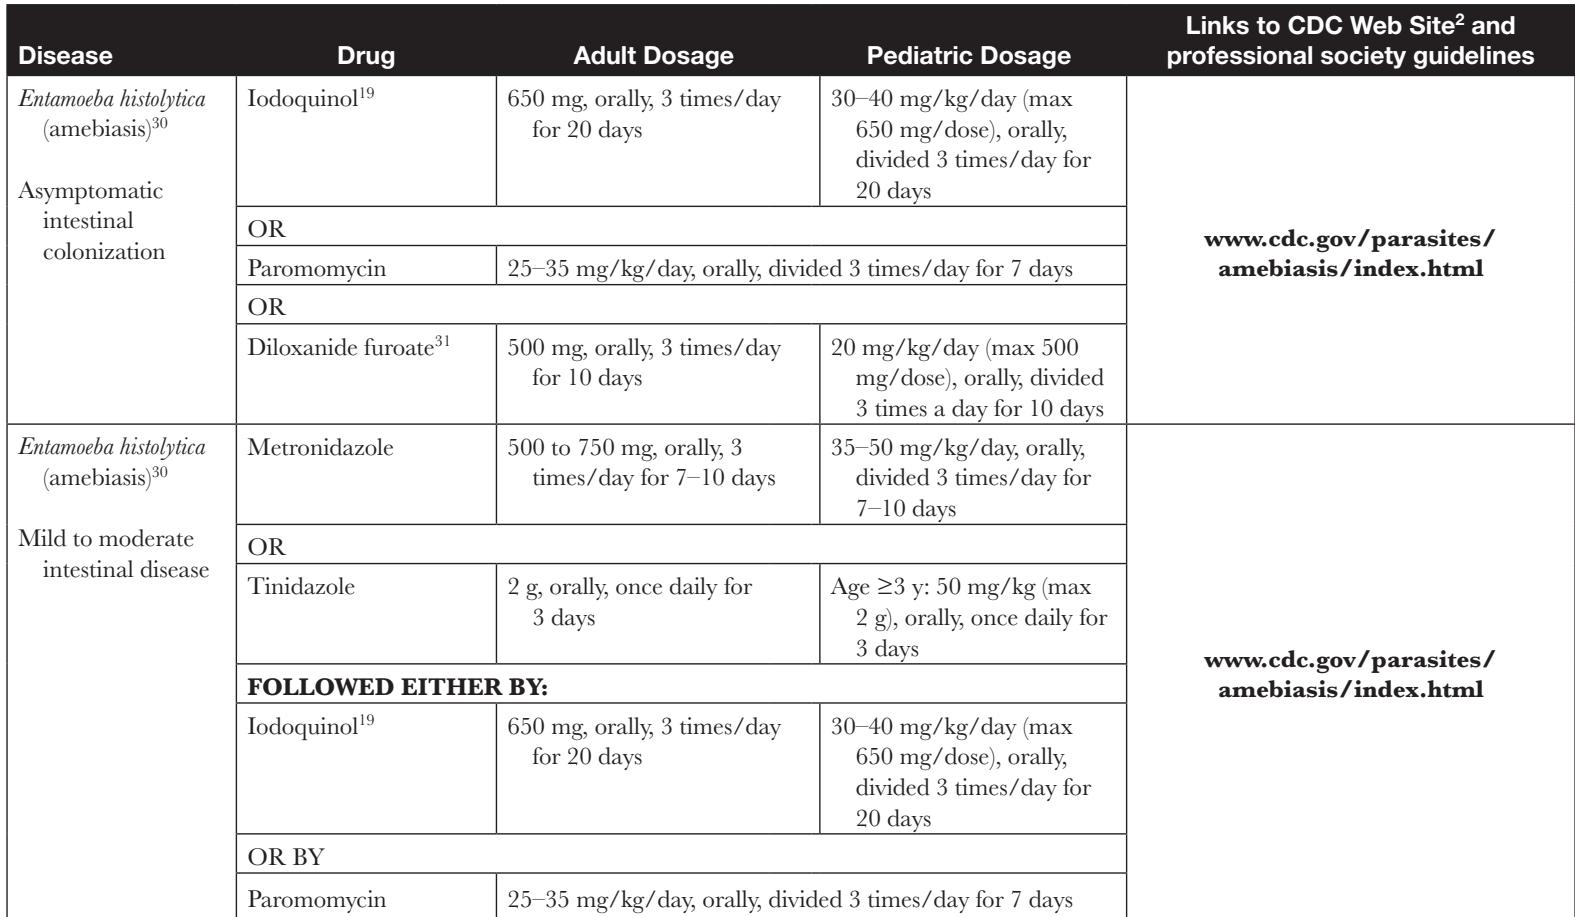 Disease
Drug
Adult Dosage
Pediatric Dosage
Links to CDC Web Site2 and
professional society guidelines
Entamoeba histolytica
(amebiasis)30
Asymptomatic
intestinal
colonization
Iodoquinol19
650 mg, orally, 3 times/day
for 20 days
30–40 mg/kg/day (max
650 mg/dose), orally,
divided 3 times/day for
20 days
OR
Paromomycin
25–35 mg/kg/day, orally, divided 3 times/day for 7 days
OR
Diloxanide furoate31
500 mg, orally, 3 times/day
for 10 days
20 mg/kg/day (max 500
mg/dose), orally, divided
3 times a day for 10 days
www.cdc.gov/parasites/
amebiasis/index.html
Entamoeba histolytica
(amebiasis)30
Mild to moderate
intestinal disease
Metronidazole
500 to 750 mg, orally, 3
times/day for 7–10 days
35–50 mg/kg/day, orally,
divided 3 times/day for
7–10 days
OR
Tinidazole
2 g, orally, once daily for
3 days
Age ≥3 y: 50 mg/kg (max
2 g), orally, once daily for
3 days
FOLLOWED EITHER BY:
Iodoquinol19
650 mg, orally, 3 times/day
for 20 days
30–40 mg/kg/day (max
650 mg/dose), orally,
divided 3 times/day for
20 days
OR BY
Paromomycin
25–35 mg/kg/day, orally, divided 3 times/day for 7 days
www.cdc.gov/parasites/
amebiasis/index.html